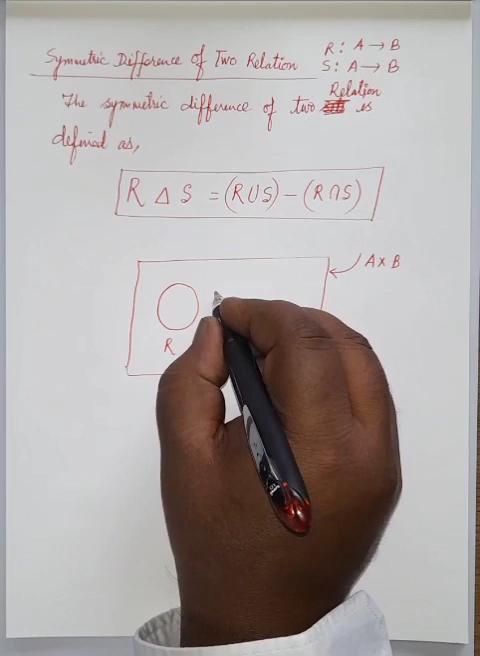 Symmetric Difference of Two Relation
R : A → B
S : A → B
The symmetric difference of two Relation is
defined as,
R Δ S = (R∪S) − (R∩S)
A x B
R